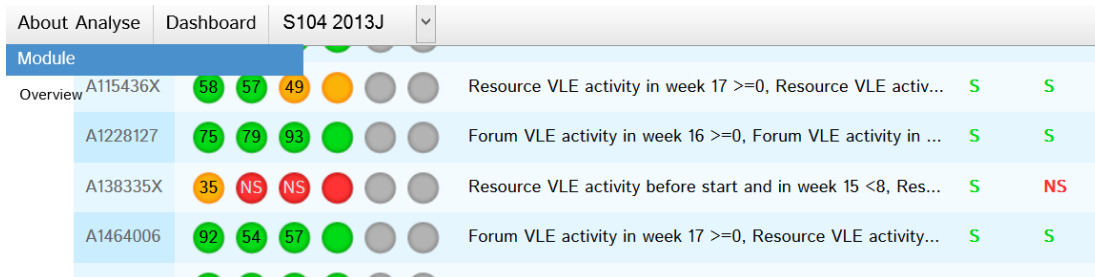 About Analyse Dashboard S104 2013J
Module
Overview
A115436X 58 57 49 Resource VLE activity in week 17 >=0, Resource VLE activ... S S
A1228127 75 79 93 Forum VLE activity in week 16 >=0, Forum VLE activity in ... S S
A138335X 35 NS NS Resource VLE activity before start and in week 15 <8, Res... S NS
A1464006 92 54 57 Forum VLE activity in week 17 >=0, Resource VLE activity... S S